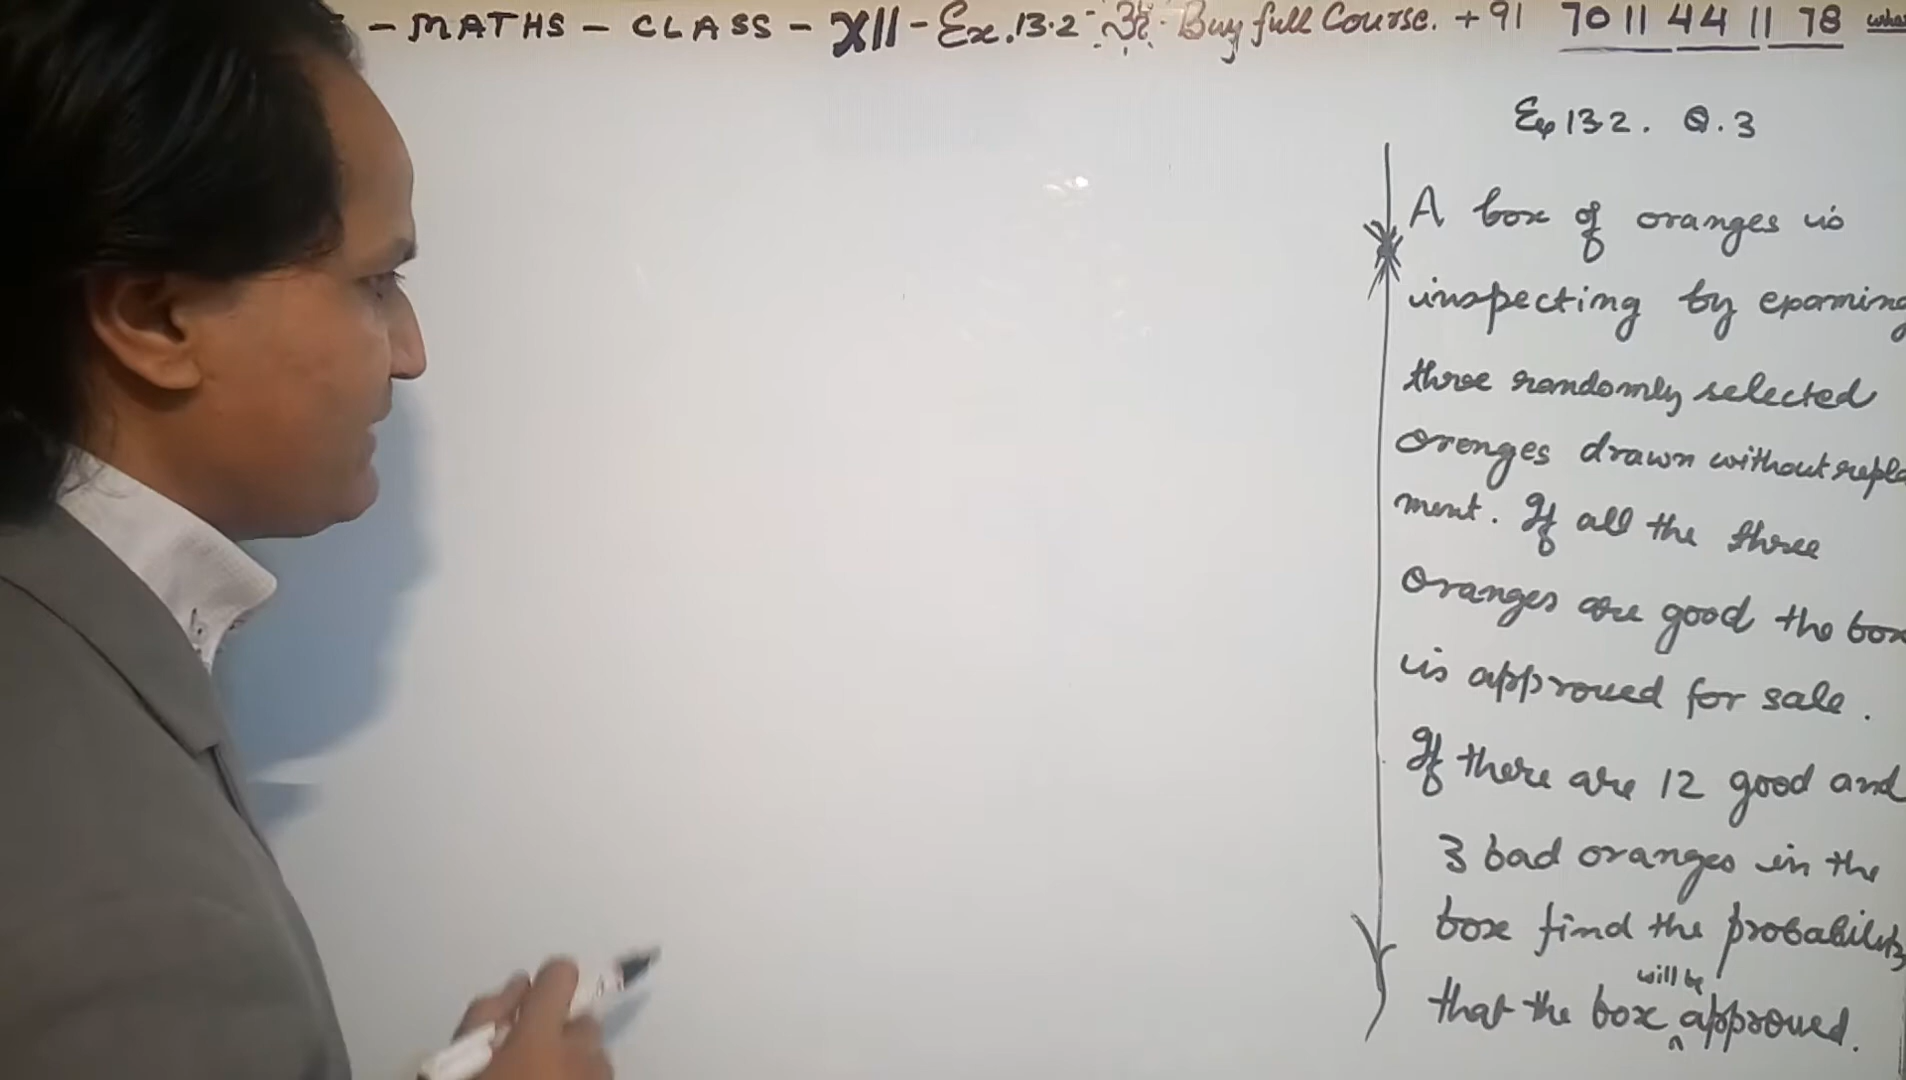 - MATHS - CLASS - XII - Ex. 13.2 - Buy full Course. +91 70 11 44 11 78
Ex 13.2. Q.3
A box of oranges is
inspecting by examing
three randomly selected
orenges drawn without repla
ment. If all the three
oranges are good the box
is approved for sale.
If there are 12 good and
3 bad oranges in the
box find the probability
will be
that the box ^ approved.